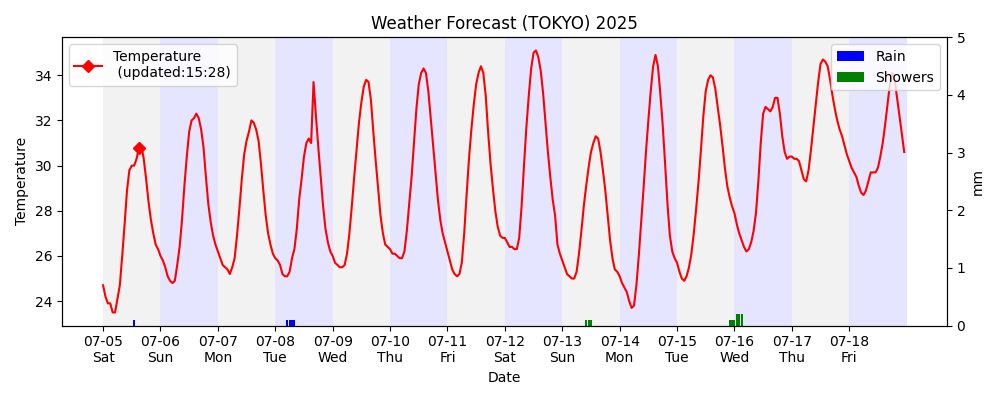 Weather Forecast (TOKYO) 2025
Temperature
(updated:15:28)
Rain
Showers
Temperature
34
32
30
28
26
24
5
4
3
2
1
0
mm
07-05 07-06 07-07 07-08 07-09 07-10 07-11 07-12 07-13 07-14 07-15 07-16 07-17 07-18
Sat Sun Mon Tue Wed Thu Fri Sat Sun Mon Tue Wed Thu Fri
Date